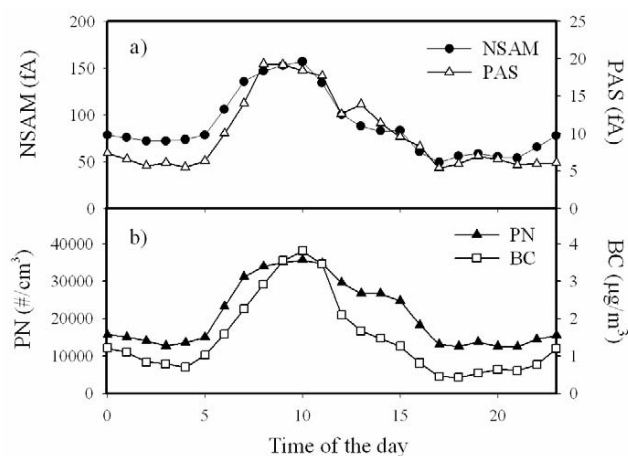 a)
NSAM
PAS
200
150
100
50
0
NSAM (fA)
25
20
15
10
5
0
PAS (fA)
b)
PN
BC
40000
30000
20000
10000
0
PN (#/cm³)
4
3
2
1
0
BC (µg/m³)
0 5 10 15 20
Time of the day